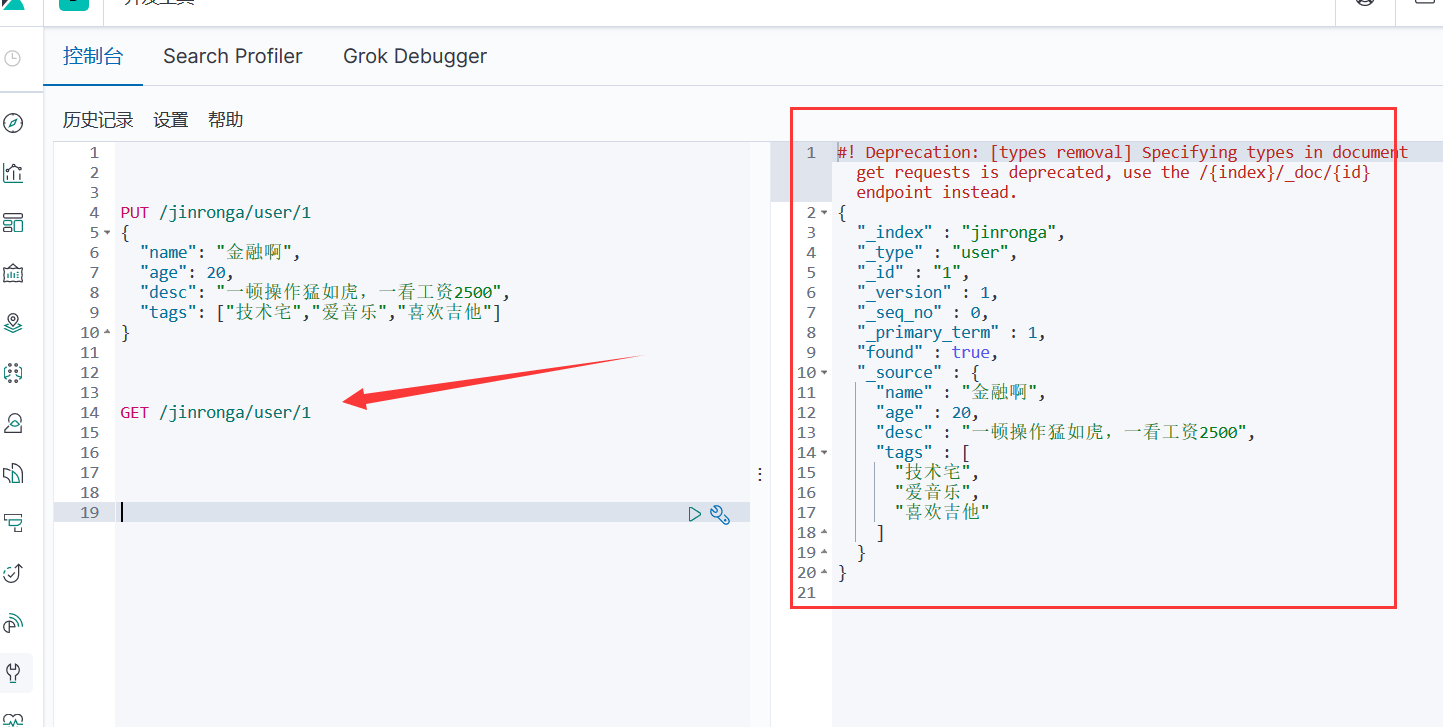 控制台 Search Profiler Grok Debugger
历史记录 设置 帮助
1
2
3
4 PUT /jinronga/user/1
5 {
6 "name": "金融啊",
7 "age": 20,
8 "desc": "一顿操作猛如虎，一看工资2500",
9 "tags": ["技术宅","爱音乐","喜欢吉他"]
10 }
11
12
13
14 GET /jinronga/user/1
15
16
17
18
19
1 #! Deprecation: [types removal] Specifying types in document
get requests is deprecated, use the /{index}/_doc/{id}
endpoint instead.
2 {
3 "_index" : "jinronga",
4 "_type" : "user",
5 "_id" : "1",
6 "_version" : 1,
7 "_seq_no" : 0,
8 "_primary_term" : 1,
9 "found" : true,
10 "_source" : {
11 "name" : "金融啊",
12 "age" : 20,
13 "desc" : "一顿操作猛如虎，一看工资2500",
14 "tags" : [
15 "技术宅",
16 "爱音乐",
17 "喜欢吉他"
18 ]
19 }
20 }
21